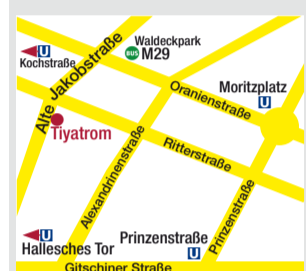 Waldeckpark
BUS M29
U
Kochstraße
Alte Jakobstraße
Moritzplatz
U
Oranienstraße
Tiyatrom
Ritterstraße
Alexandrinenstraße
Prinzenstraße
U
Hallesches Tor
Prinzenstraße
U
Gitschiner Straße